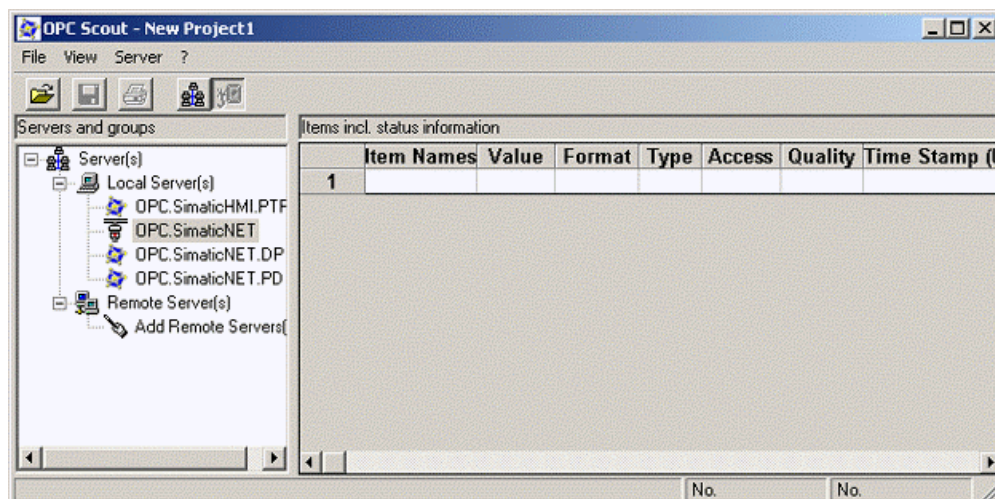 OPC Scout - New Project1
File View Server ?
Servers and groups
Items incl. status information
Server(s)
Local Server(s)
OPC.SimaticHMI.PTF
OPC.SimaticNET
OPC.SimaticNET.DP
OPC.SimaticNET.PD
Remote Server(s)
Add Remote Servers(
Item Names Value Format Type Access Quality Time Stamp (
1
No. No.